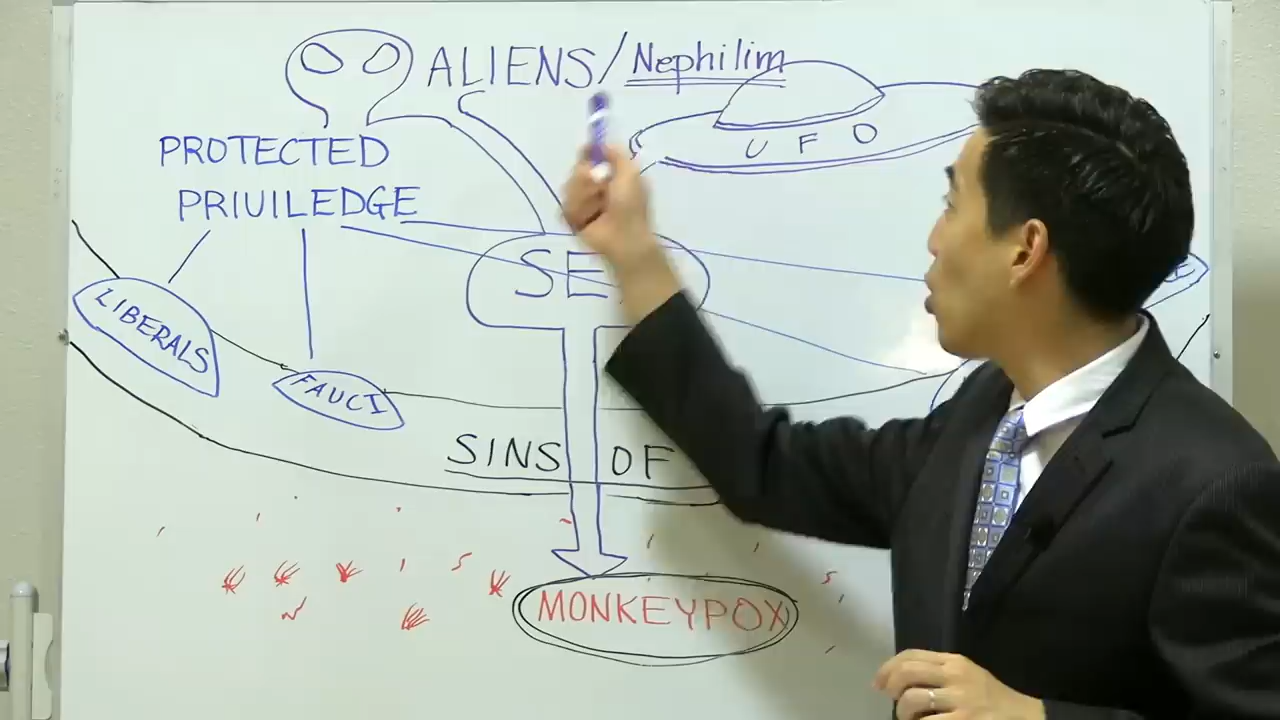 ALIENS/Nephilim
UFO
PROTECTED
PRIUILEDGE
LIBERALS
FAUCI
SINS OF
MONKEYPOX